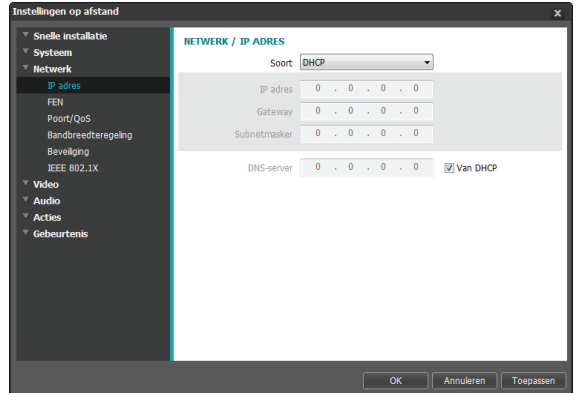 Instellingen op afstand x
Snelle installatie
Systeem
Netwerk
IP adres
FEN
Poort/QoS
Bandbreedteregeling
Beveiliging
IEEE 802.1X
Video
Audio
Acties
Gebeurtenis
NETWERK / IP ADRES
Soort DHCP
IP adres 0 . 0 . 0 . 0
Gateway 0 . 0 . 0 . 0
Subnetmasker 0 . 0 . 0 . 0
DNS-server 0 . 0 . 0 . 0 Van DHCP
OK Annuleren Toepassen